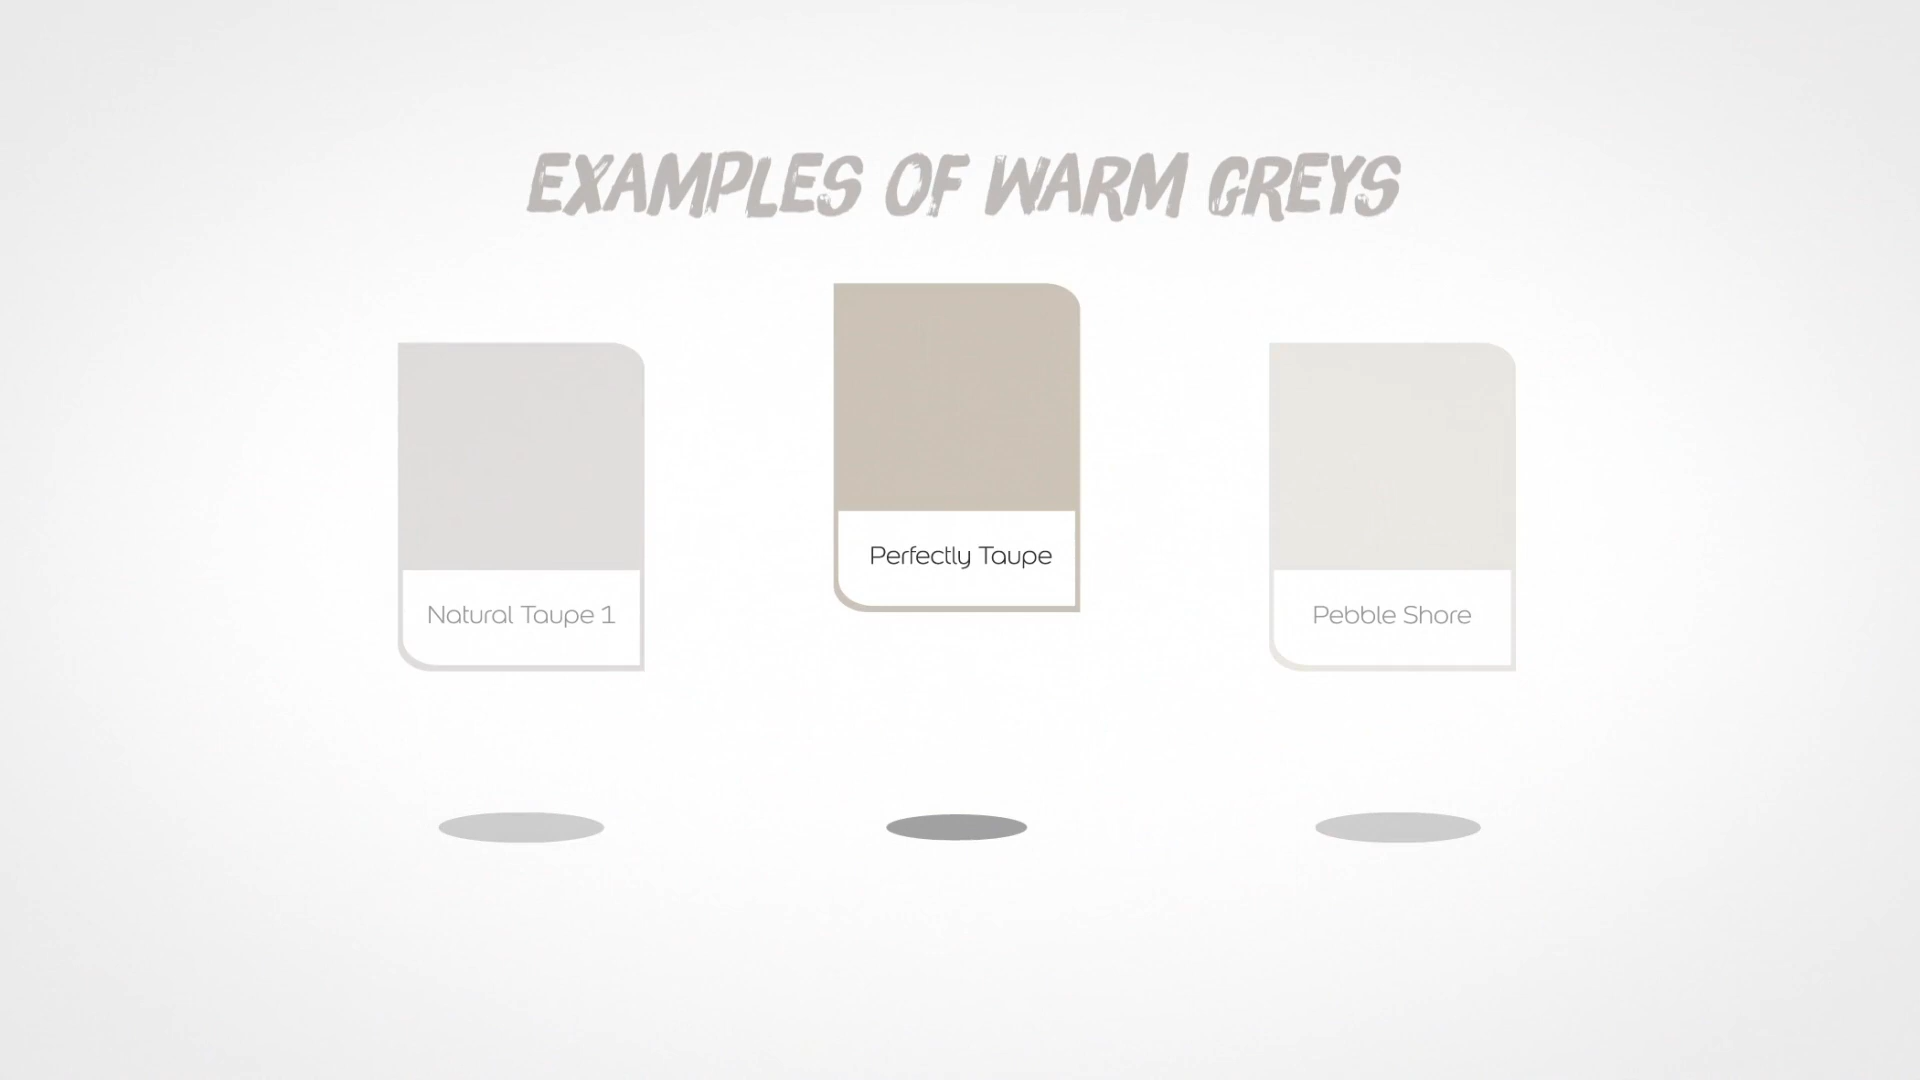 EXAMPLES OF WARM GREYS
Perfectly Taupe
Natural Taupe 1
Pebble Shore